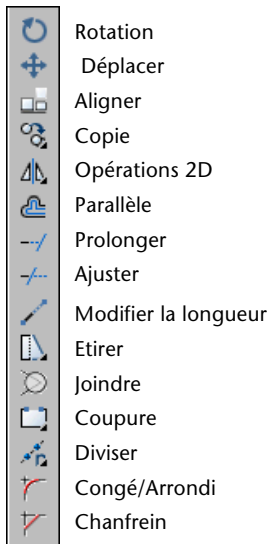 Rotation
Déplacer
Aligner
Copie
Opérations 2D
Parallèle
Prolonger
Ajuster
Modifier la longueur
Etirer
Joindre
Coupure
Diviser
Congé/Arrondi
Chanfrein